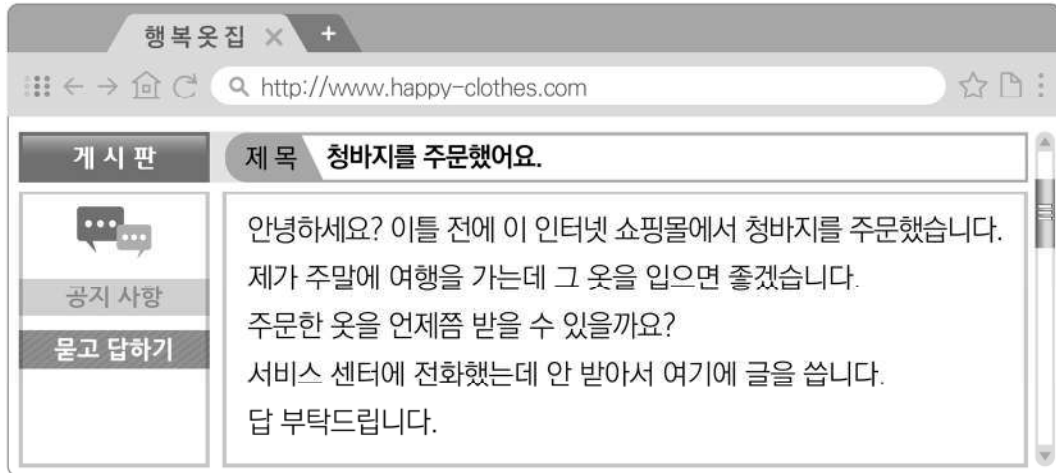 행복옷집
http://www.happy-clothes.com
게시판
제목 청바지를 주문했어요.
공지 사항
묻고 답하기
안녕하세요? 이틀 전에 이 인터넷 쇼핑몰에서 청바지를 주문했습니다.
제가 주말에 여행을 가는데 그 옷을 입으면 좋겠습니다.
주문한 옷을 언제쯤 받을 수 있을까요?
서비스 센터에 전화했는데 안 받아서 여기에 글을 씁니다.
답 부탁드립니다.